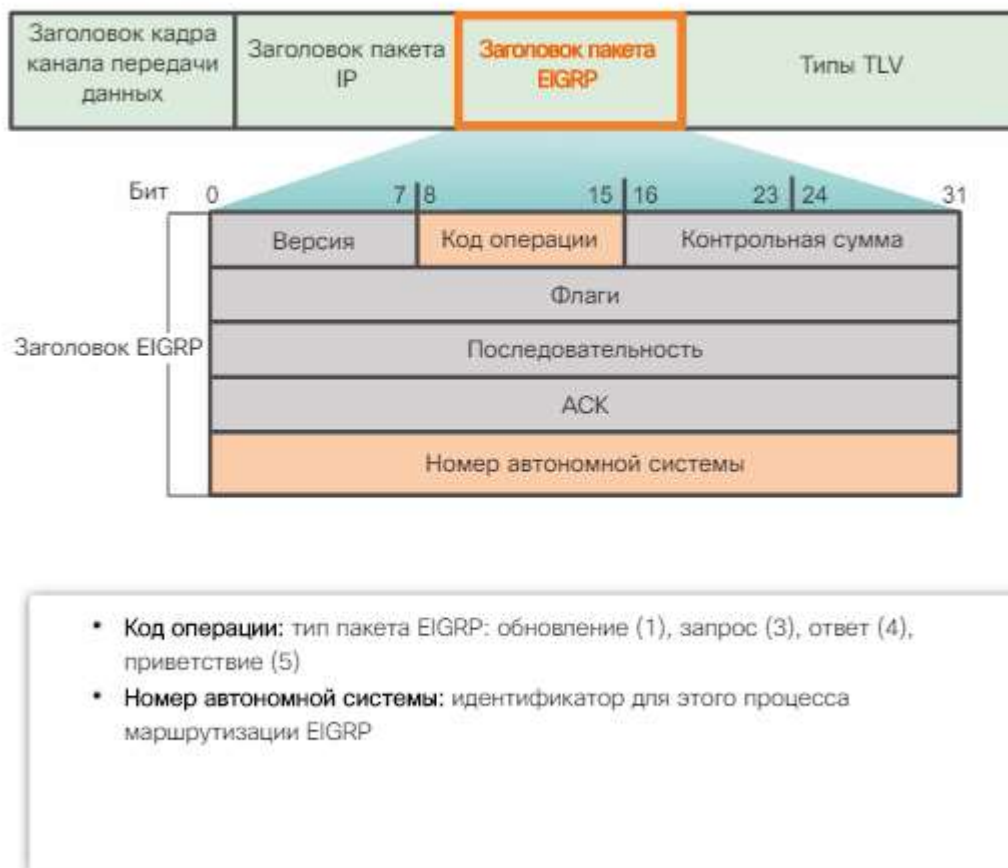 Заголовок кадра
канала передачи
данных
Заголовок пакета
IP
Заголовок пакета
EIGRP
Типы TLV
Бит 0 7 8 15 16 23 24 31
Версия Код операции Контрольная сумма
Флаги
Заголовок EIGRP
Последовательность
ACK
Номер автономной системы
• Код операции: тип пакета EIGRP: обновление (1), запрос (3), ответ (4),
приветствие (5)
• Номер автономной системы: идентификатор для этого процесса
маршрутизации EIGRP